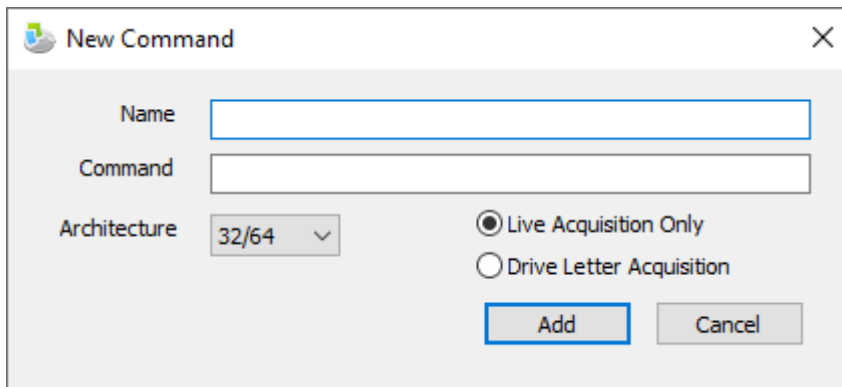 New Command
Name
Command
Architecture 32/64 Live Acquisition Only
Drive Letter Acquisition
Add Cancel